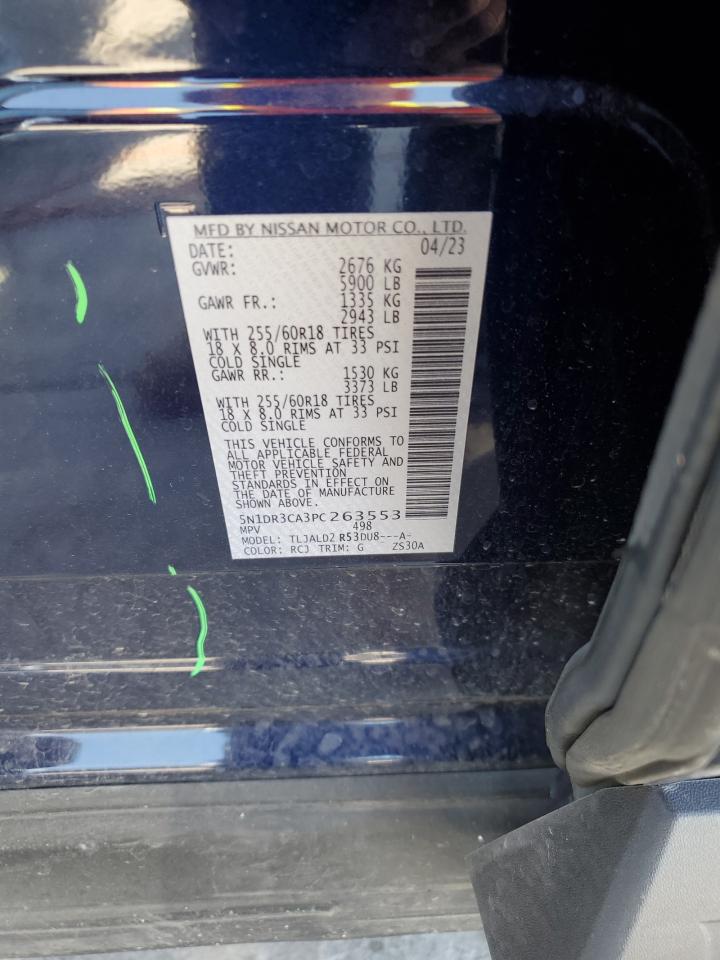 MFD BY NISSAN MOTOR CO., LTD.
DATE: 04/23
GVWR: 2676 KG
5900 LB
GAWR FR.: 1335 KG
2943 LB
WITH 255/60R18 TIRES
18 X 8.0 RIMS AT 33 PSI
COLD SINGLE
GAWR RR.: 1530 KG
3373 LB
WITH 255/60R18 TIRES
18 X 8.0 RIMS AT 33 PSI
COLD SINGLE
THIS VEHICLE CONFORMS TO
ALL APPLICABLE FEDERAL
MOTOR VEHICLE SAFETY AND
THEFT PREVENTION
STANDARDS IN EFFECT ON
THE DATE OF MANUFACTURE
SHOWN ABOVE.
5N1DR3CA3PC263553
MPV 498
MODEL: TLJALD2 R53DU8---A-
COLOR: RCJ TRIM: G ZS30A